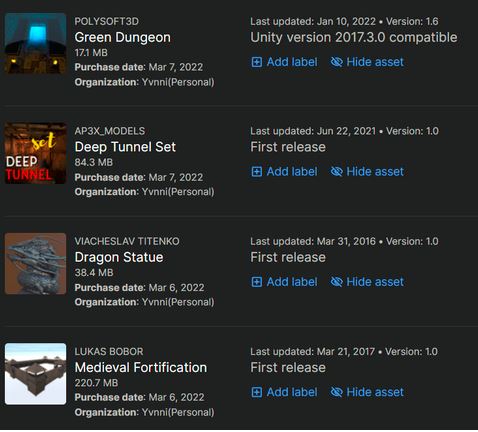 POLYSOFT3D
Green Dungeon
17.1 MB
Purchase date: Mar 7, 2022
Organization: Yvnni(Personal)
Last updated: Jan 10, 2022 • Version: 1.6
Unity version 2017.3.0 compatible
Add label Hide asset
set
DEEP
TUNNEL
AP3X_MODELS
Deep Tunnel Set
84.3 MB
Purchase date: Mar 7, 2022
Organization: Yvnni(Personal)
Last updated: Jun 22, 2021 • Version: 1.0
First release
Add label Hide asset
VIACHESLAV TITENKO
Dragon Statue
38.4 MB
Purchase date: Mar 6, 2022
Organization: Yvnni(Personal)
Last updated: Mar 31, 2016 • Version: 1.0
First release
Add label Hide asset
LUKAS BOBOR
Medieval Fortification
220.7 MB
Purchase date: Mar 6, 2022
Organization: Yvnni(Personal)
Last updated: Mar 21, 2017 • Version: 1.0
First release
Add label Hide asset